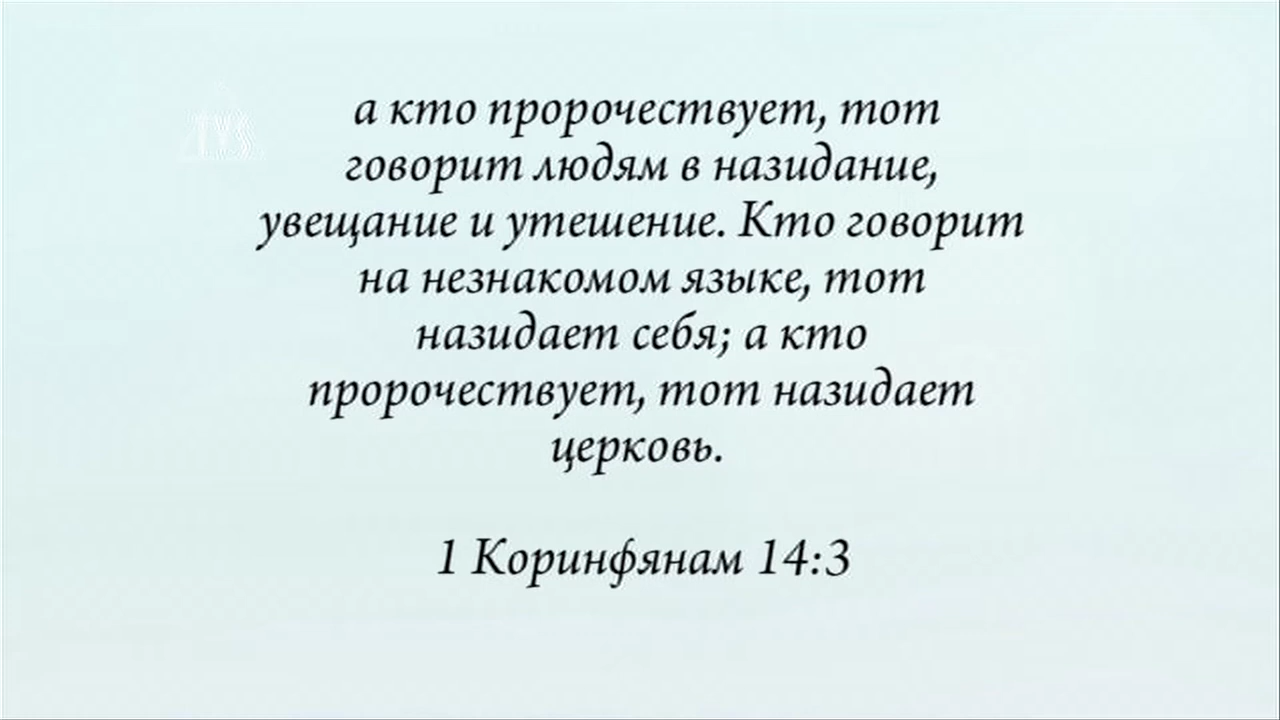 TYS
а кто пророчествует, тот
говорит людям в назидание,
увещание и утешение. Кто говорит
на незнакомом языке, тот
назидает себя; а кто
пророчествует, тот назидает
церковь.
1 Коринфянам 14:3